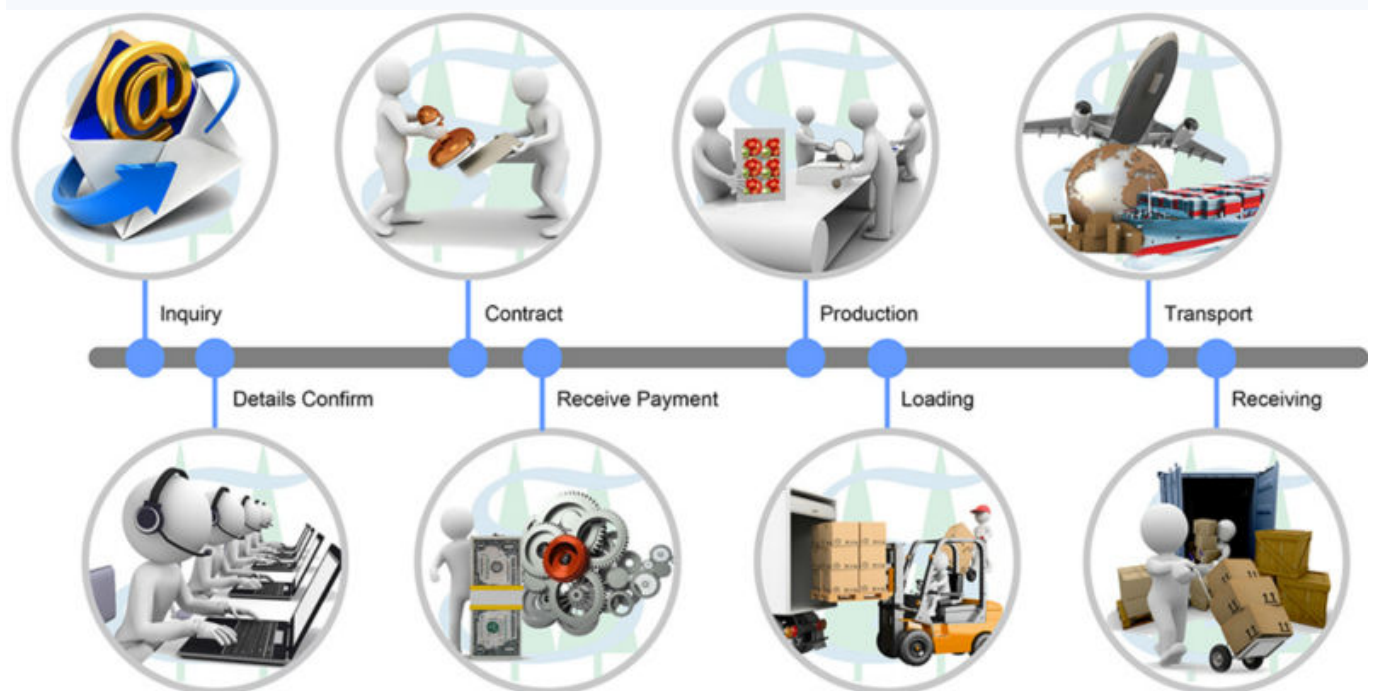 Inquiry
Details Confirm
Contract
Receive Payment
Production
Loading
Transport
Receiving